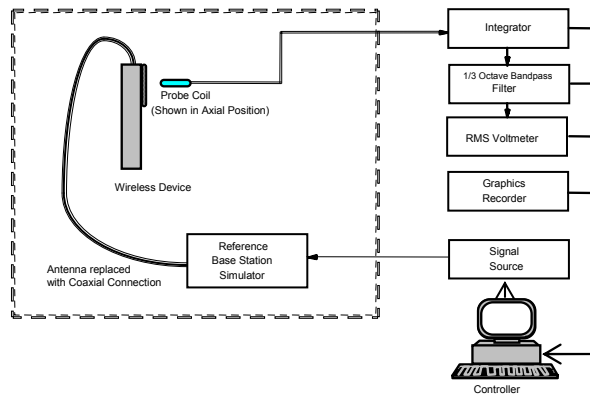 Integrator
1/3 Octave Bandpass
Filter
RMS Voltmeter
Graphics
Recorder
Probe Coil
(Shown in Axial Position)
Wireless Device
Reference
Base Station
Simulator
Antenna replaced
with Coaxial Connection
Signal
Source
Controller